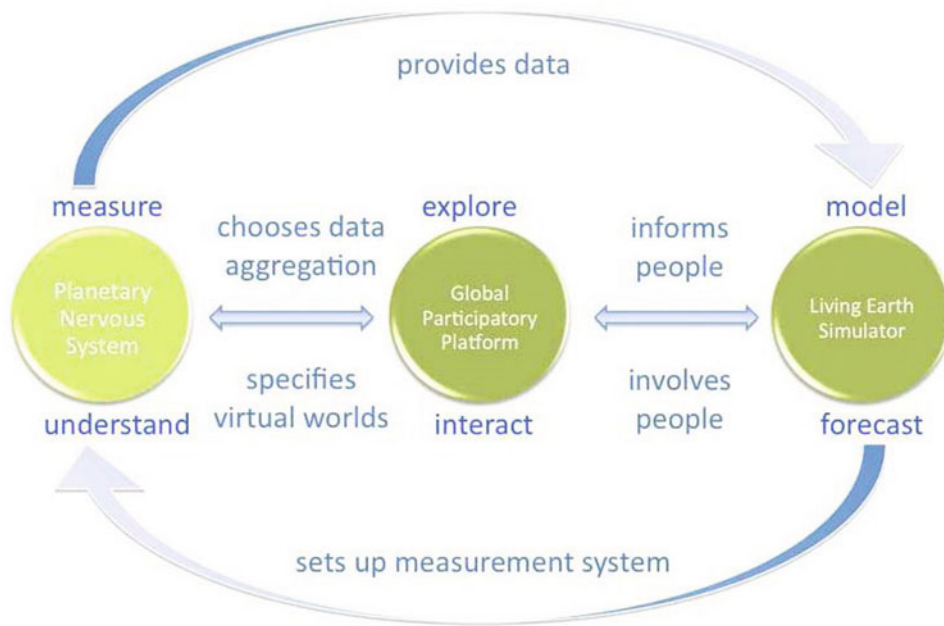 provides data
measure
explore
model
chooses data
aggregation
informs
people
Planetary
Nervous
System
Global
Participatory
Platform
Living Earth
Simulator
specifies
virtual worlds
involves
people
understand
interact
forecast
sets up measurement system